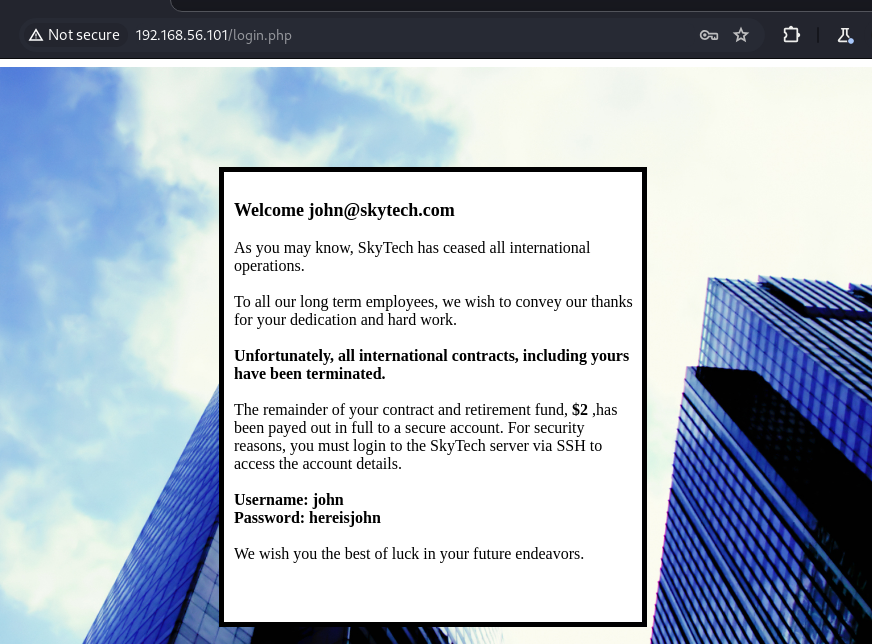 Not secure 192.168.56.101/login.php
Welcome john@skytech.com
As you may know, SkyTech has ceased all international
operations.
To all our long term employees, we wish to convey our thanks
for your dedication and hard work.
Unfortunately, all international contracts, including yours
have been terminated.
The remainder of your contract and retirement fund, $2 ,has
been payed out in full to a secure account. For security
reasons, you must login to the SkyTech server via SSH to
access the account details.
Username: john
Password: hereisjohn
We wish you the best of luck in your future endeavors.